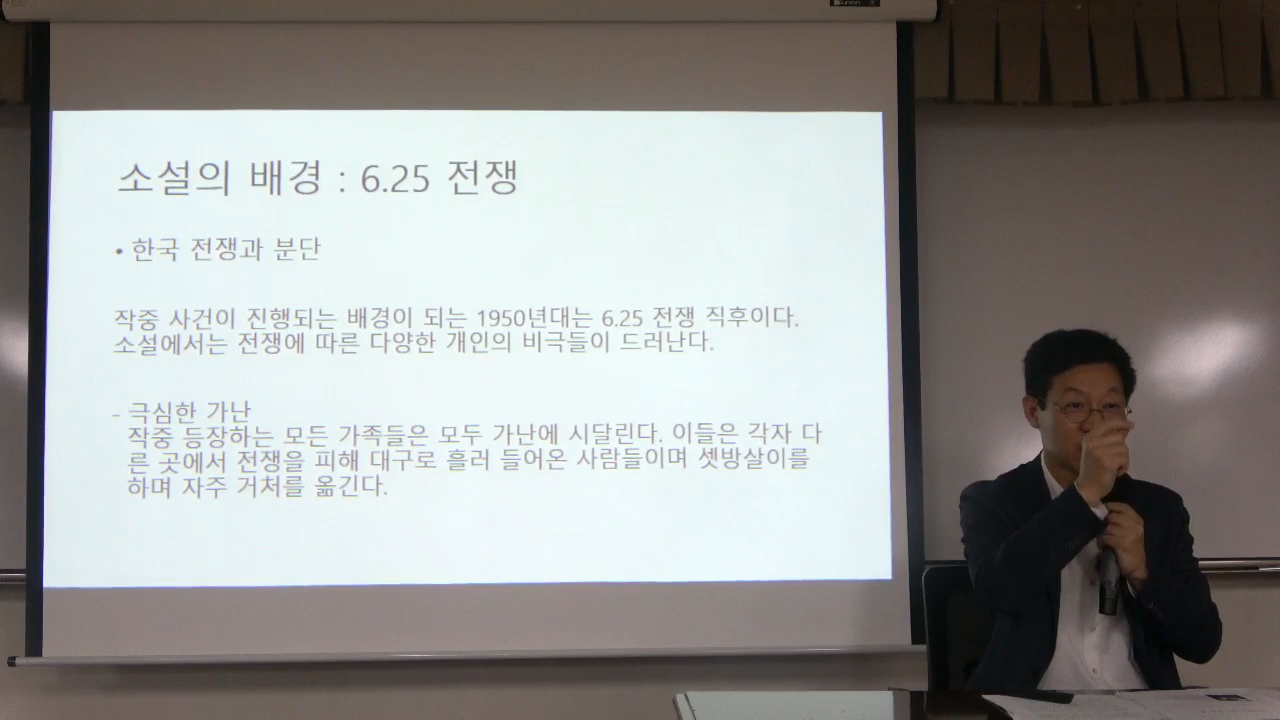 소설의 배경 : 6.25 전쟁
• 한국 전쟁과 분단
작중 사건이 진행되는 배경이 되는 1950년대는 6.25 전쟁 직후이다.
소설에서는 전쟁에 따른 다양한 개인의 비극들이 드러난다.
- 극심한 가난
작중 등장하는 모든 가족들은 모두 가난에 시달린다. 이들은 각자 다
른 곳에서 전쟁을 피해 대구로 흘러 들어온 사람들이며 셋방살이를
하며 자주 거처를 옮긴다.